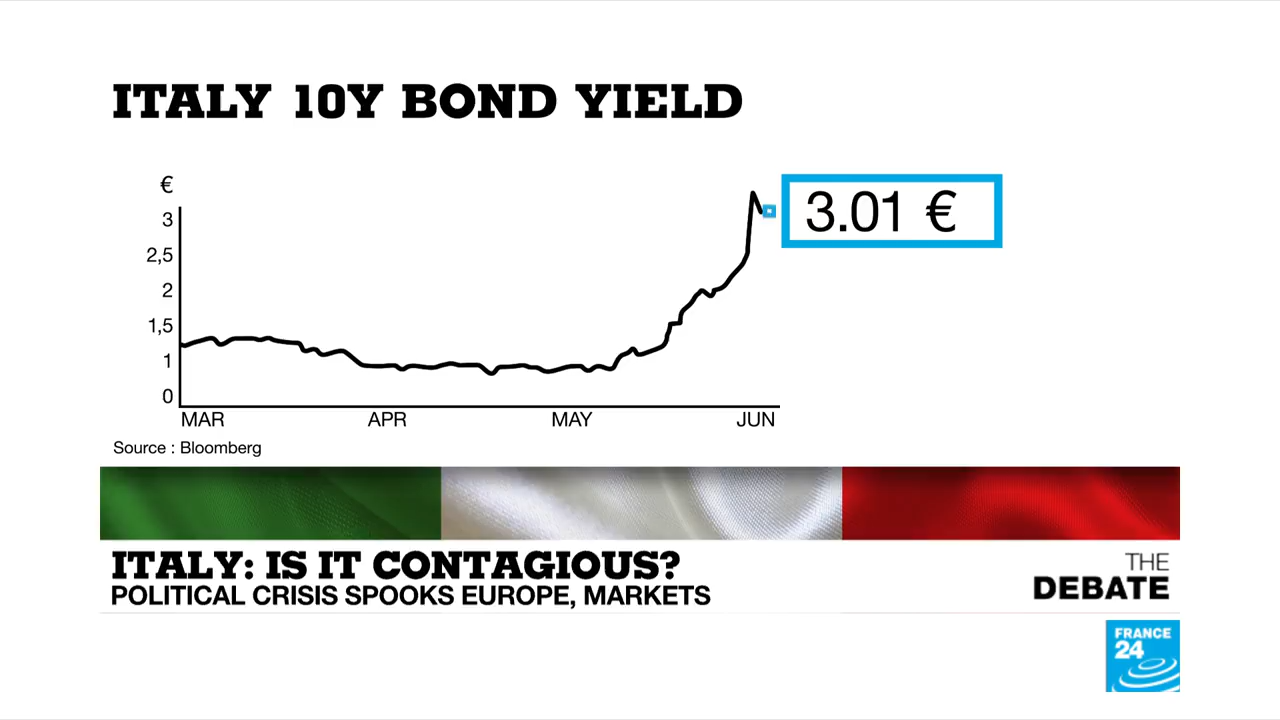 ITALY 10Y BOND YIELD
€
3.01 €
3
2,5
2
1,5
1
0
MAR APR MAY JUN
Source : Bloomberg
ITALY: IS IT CONTAGIOUS?
POLITICAL CRISIS SPOOKS EUROPE, MARKETS
THE
DEBATE
FRANCE
24